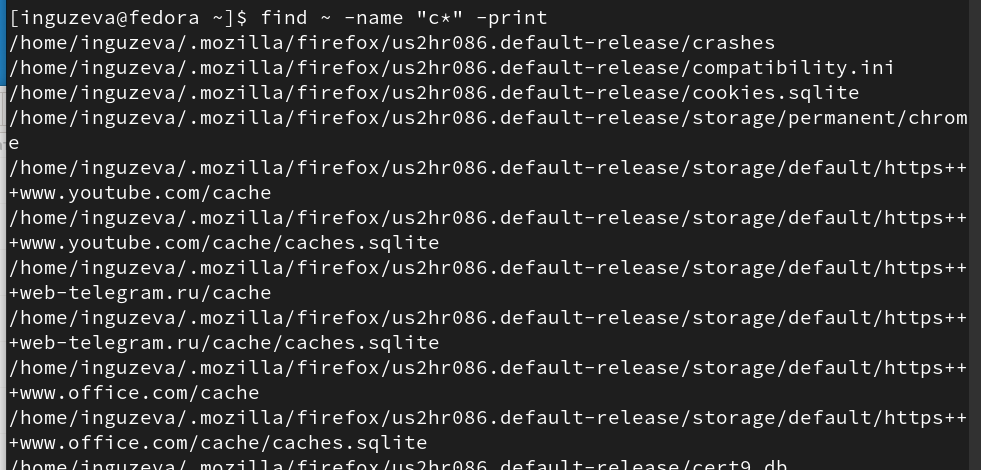 [inguzeva@fedora ~]$ find ~ -name "c*" -print
/home/inguzeva/.mozilla/firefox/us2hr086.default-release/crashes
/home/inguzeva/.mozilla/firefox/us2hr086.default-release/compatibility.ini
/home/inguzeva/.mozilla/firefox/us2hr086.default-release/cookies.sqlite
/home/inguzeva/.mozilla/firefox/us2hr086.default-release/storage/permanent/chrom
e
/home/inguzeva/.mozilla/firefox/us2hr086.default-release/storage/default/https++
+www.youtube.com/cache
/home/inguzeva/.mozilla/firefox/us2hr086.default-release/storage/default/https++
+www.youtube.com/cache/caches.sqlite
/home/inguzeva/.mozilla/firefox/us2hr086.default-release/storage/default/https++
+web-telegram.ru/cache
/home/inguzeva/.mozilla/firefox/us2hr086.default-release/storage/default/https++
+web-telegram.ru/cache/caches.sqlite
/home/inguzeva/.mozilla/firefox/us2hr086.default-release/storage/default/https++
+www.office.com/cache
/home/inguzeva/.mozilla/firefox/us2hr086.default-release/storage/default/https++
+www.office.com/cache/caches.sqlite
/home/inguzeva/.mozilla/firefox/us2hr086.default-release/cert9.db